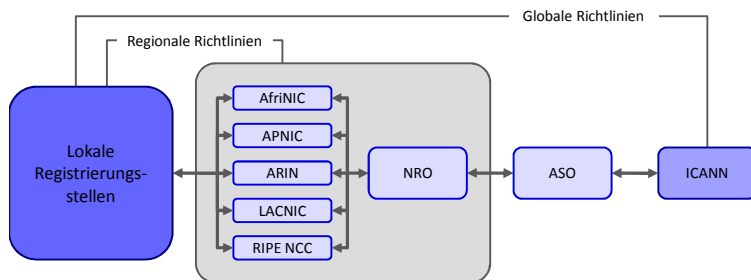 Globale Richtlinien
Regionale Richtlinien
Lokale
Registrierungs-
stellen
AfriNIC
APNIC
ARIN
LACNIC
RIPE NCC
NRO
ASO
ICANN